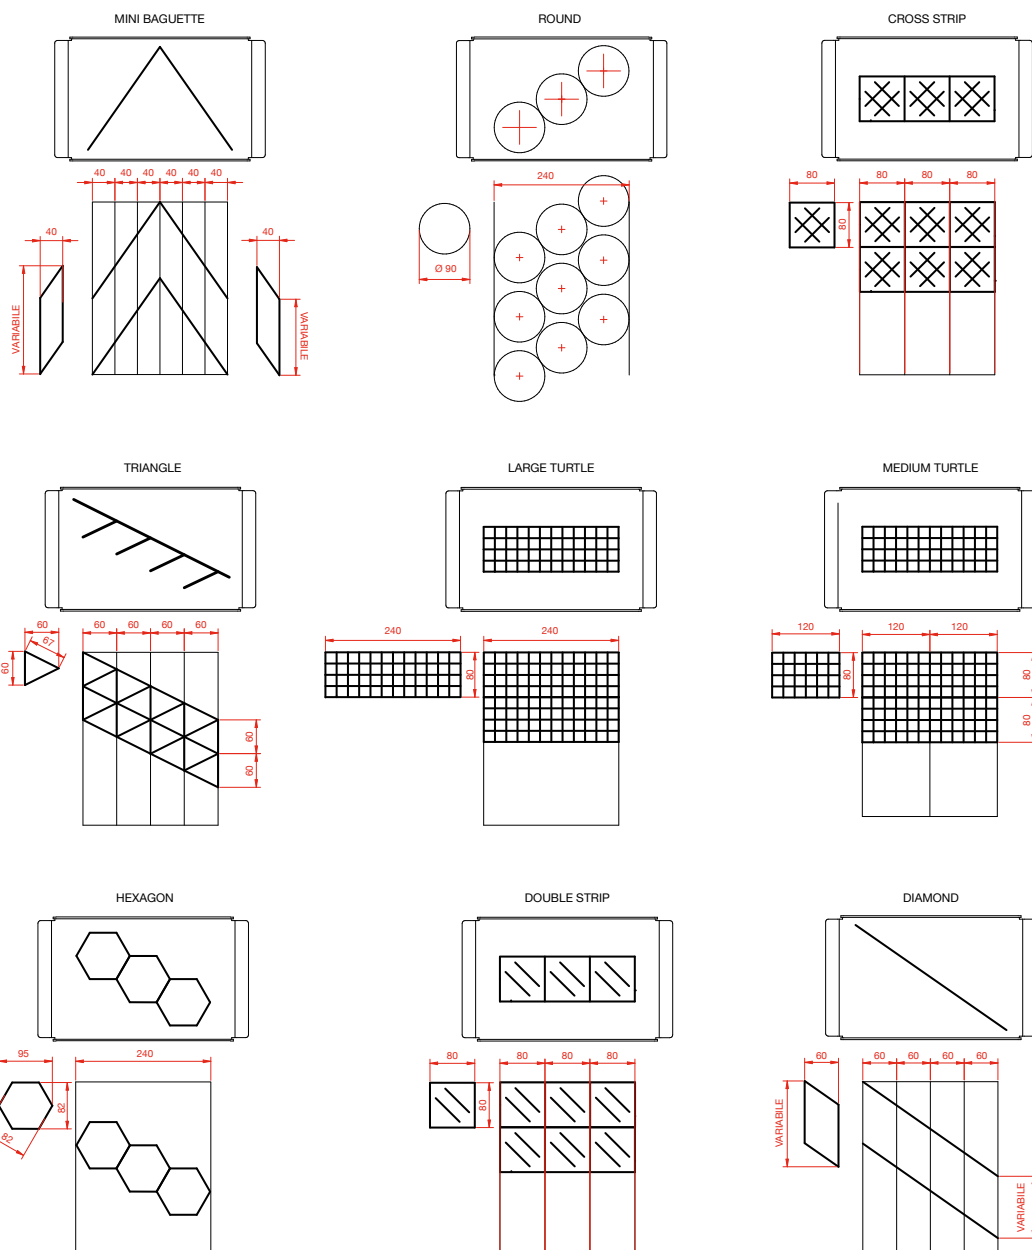 MINI BAGUETTE
ROUND
CROSS STRIP
40 40 40 40 40 40
240
80
80 80 80
80
40
40
Ø 90
VARIABILE
VARIABILE
TRIANGLE
LARGE TURTLE
MEDIUM TURTLE
60
60 60 60 60
67
60
60
60
240
240
80
120
120 120
80
80
80
HEXAGON
DOUBLE STRIP
DIAMOND
95
240
82
82
80
80 80 80
80
60
60 60 60 60
VARIABILE
VARIABILE